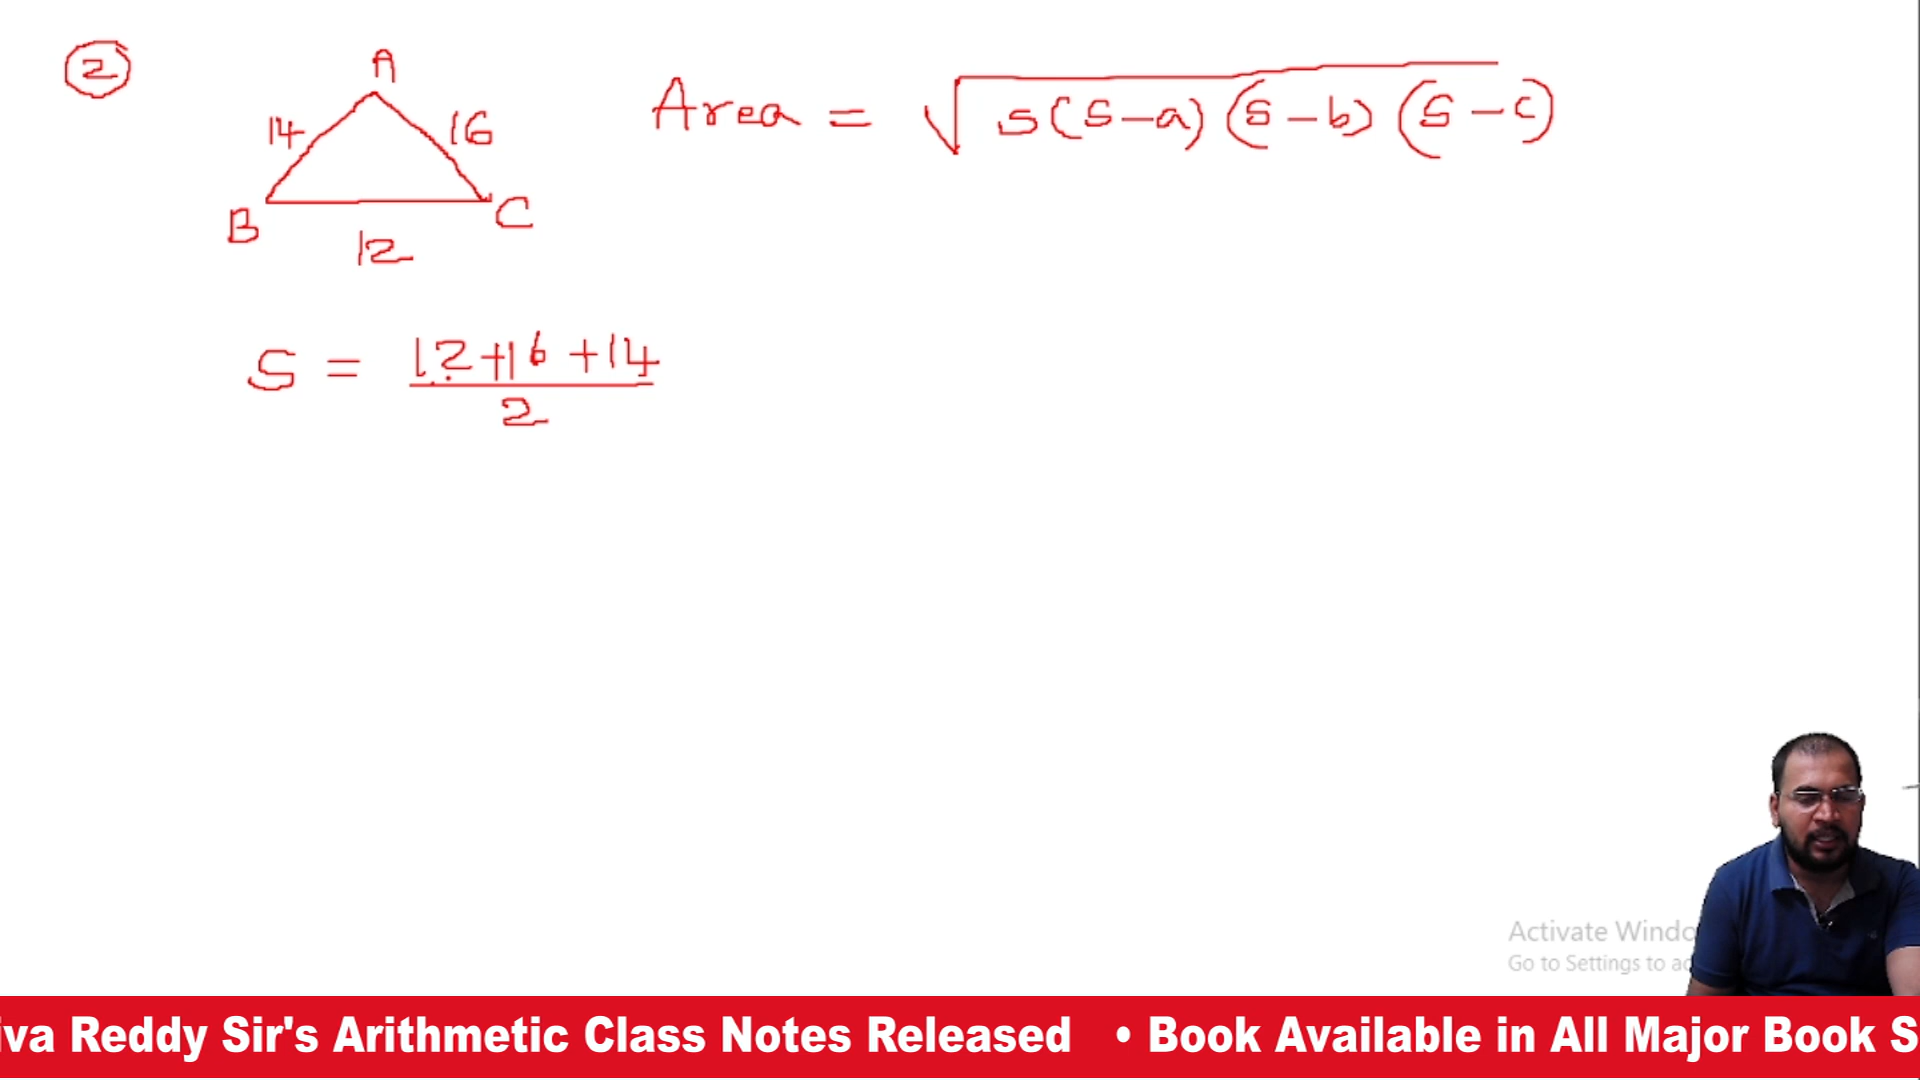 2
A
14 16
B C
12
Area = √s(s-a)(s-b)(s-c)
S = 12+16+14
2
Activate Windo
Go to Settings to ac
iva Reddy Sir's Arithmetic Class Notes Released • Book Available in All Major Book S